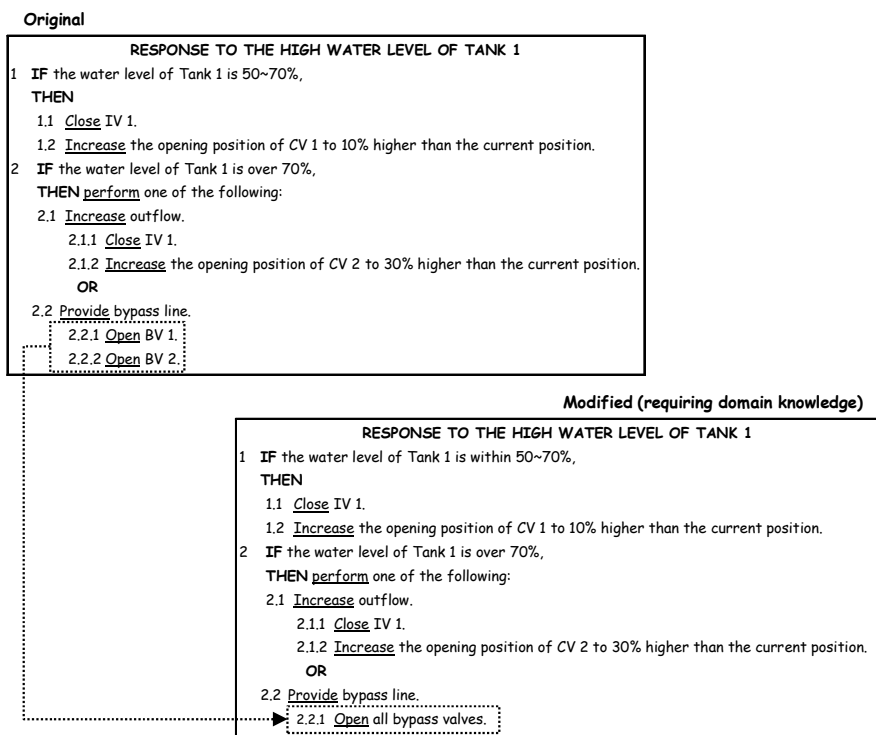 Original
RESPONSE TO THE HIGH WATER LEVEL OF TANK 1
1 IF the water level of Tank 1 is 50~70%,
THEN
1.1 Close IV 1.
1.2 Increase the opening position of CV 1 to 10% higher than the current position.
2 IF the water level of Tank 1 is over 70%,
THEN perform one of the following:
2.1 Increase outflow.
2.1.1 Close IV 1.
2.1.2 Increase the opening position of CV 2 to 30% higher than the current position.
OR
2.2 Provide bypass line.
2.2.1 Open BV 1.
2.2.2 Open BV 2.
Modified (requiring domain knowledge)
RESPONSE TO THE HIGH WATER LEVEL OF TANK 1
1 IF the water level of Tank 1 is within 50~70%,
THEN
1.1 Close IV 1.
1.2 Increase the opening position of CV 1 to 10% higher than the current position.
2 IF the water level of Tank 1 is over 70%,
THEN perform one of the following:
2.1 Increase outflow.
2.1.1 Close IV 1.
2.1.2 Increase the opening position of CV 2 to 30% higher than the current position.
OR
2.2 Provide bypass line.
2.2.1 Open all bypass valves.